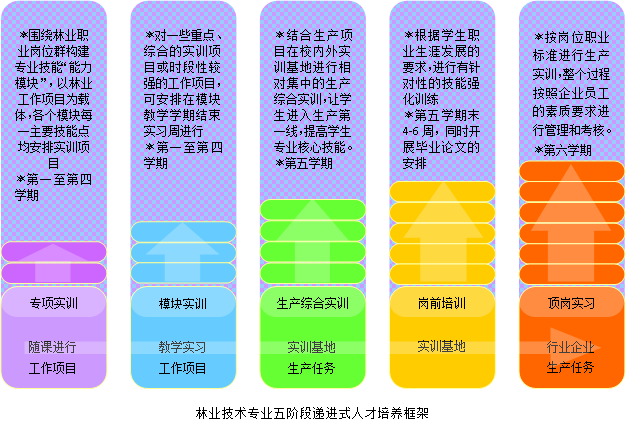 ※围绕林业职
业岗位群构建
专业技能“能力
模块”，以林业
工作项目为载
体，各个模块每
一主要技能点
均安排实训项
目
※第一至第四
学期
专项实训
随课进行
工作项目
※对一些重点、
综合的实训项
目或时段性较
强的工作项目，
可安排在模块
教学学期结束
实习周进行
※第一至第四
学期
模块实训
教学实习
工作项目
※结合生产项
目在校内外实
训基地进行相
对集中的生产
综合实训，让学
生进入生产第
一线，提高学生
专业核心技能。
※第五学期
生产综合实训
实训基地
生产任务
※根据学生职
业生涯发展的
要求，进行有针
对性的技能强
化训练
※第五学期末
4-6 周，同时开
展毕业论文的
安排
岗前培训
实训基地
※按岗位职业
标准进行生产
实训，整个过程
按照企业员工
的素质要求进
行管理和考核。
※第六学期
顶岗实习
行业企业
生产任务
林业技术专业五阶段递进式人才培养框架